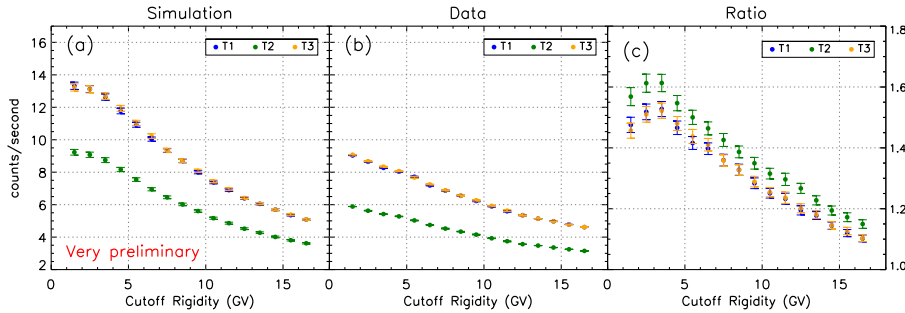 Simulation
Data
Ratio
(a)
T1 T2 T3
(b)
T1 T2 T3
(c)
T1 T2 T3
counts/second
16
14
12
10
8
6
4
2
1.8
1.6
1.4
1.2
1.0
Very preliminary
0 5 10 15
0 5 10 15
0 5 10 15
Cutoff Rigidity (GV)
Cutoff Rigidity (GV)
Cutoff Rigidity (GV)